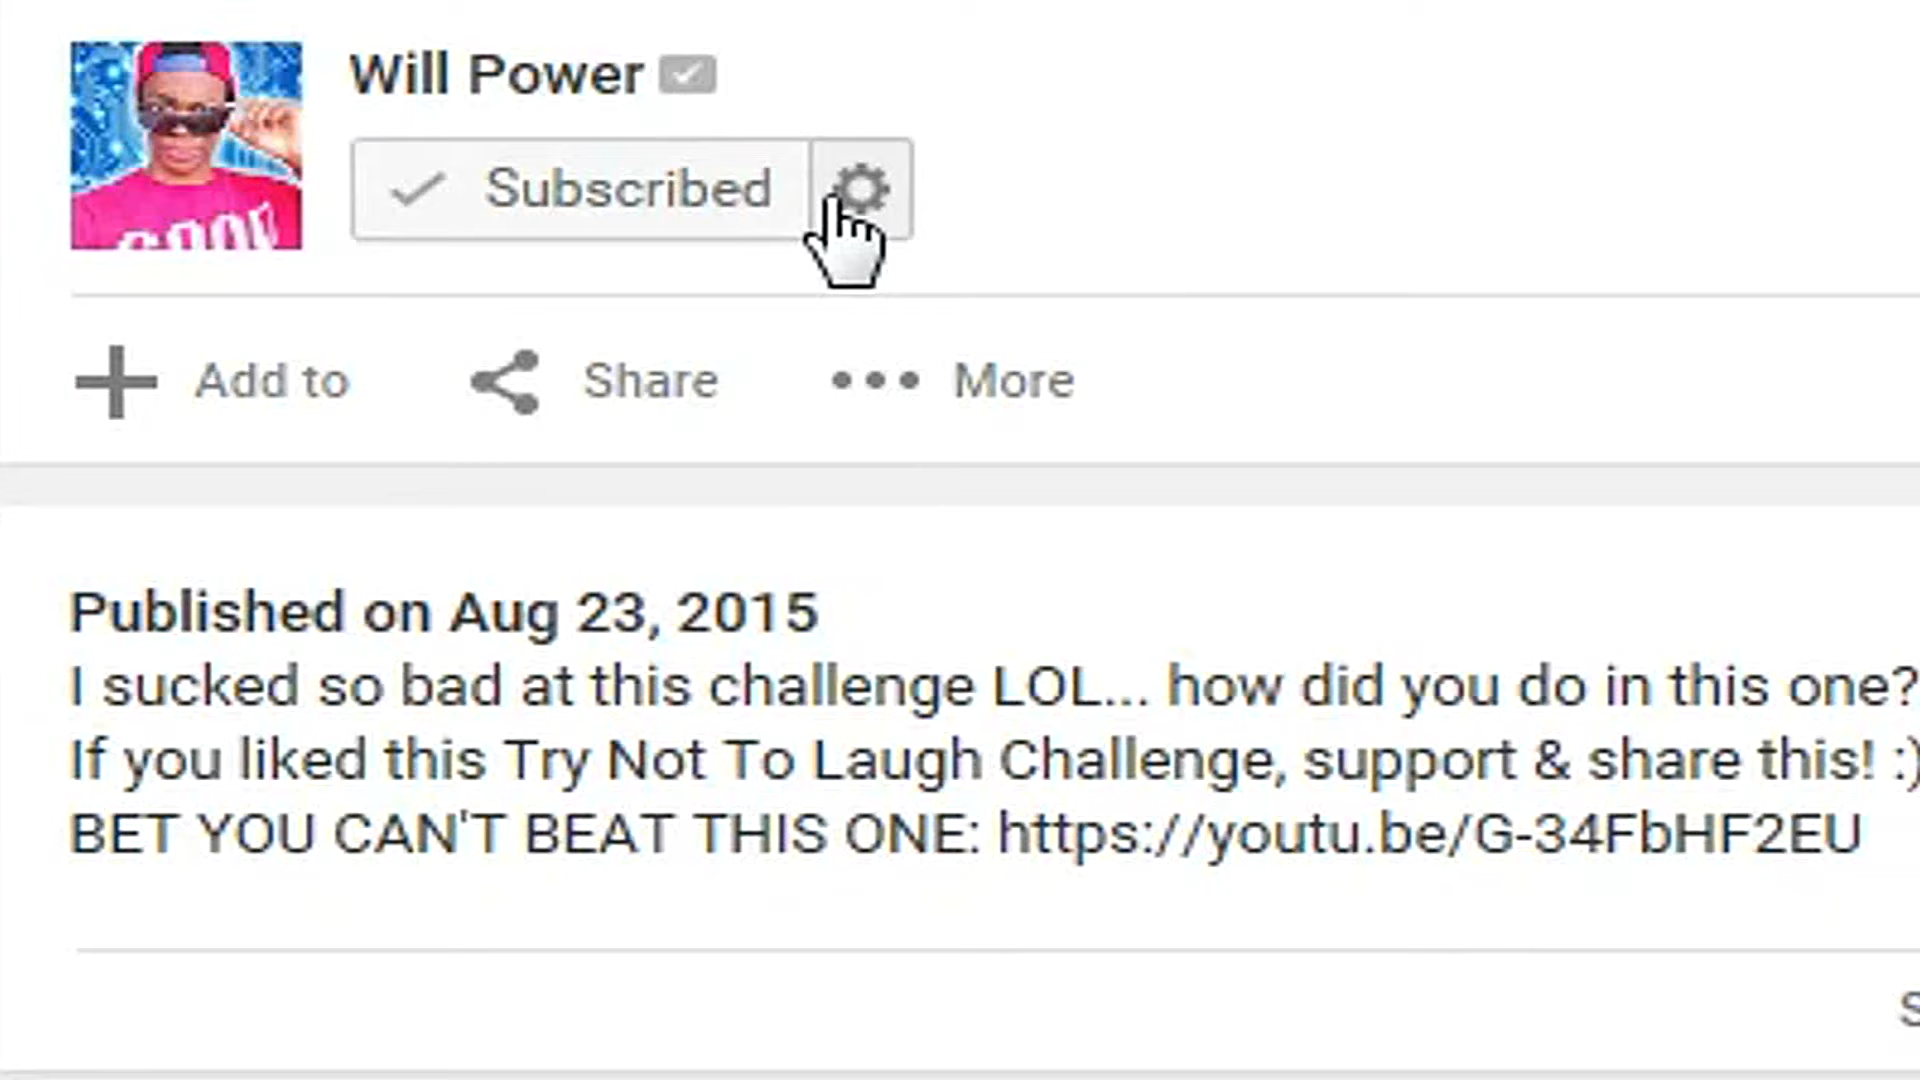 Will Power
Subscribed
Add to
Share
More
Published on Aug 23, 2015
I sucked so bad at this challenge LOL... how did you do in this one?
If you liked this Try Not To Laugh Challenge, support & share this! :)
BET YOU CAN'T BEAT THIS ONE: https://youtu.be/G-34FbHF2EU